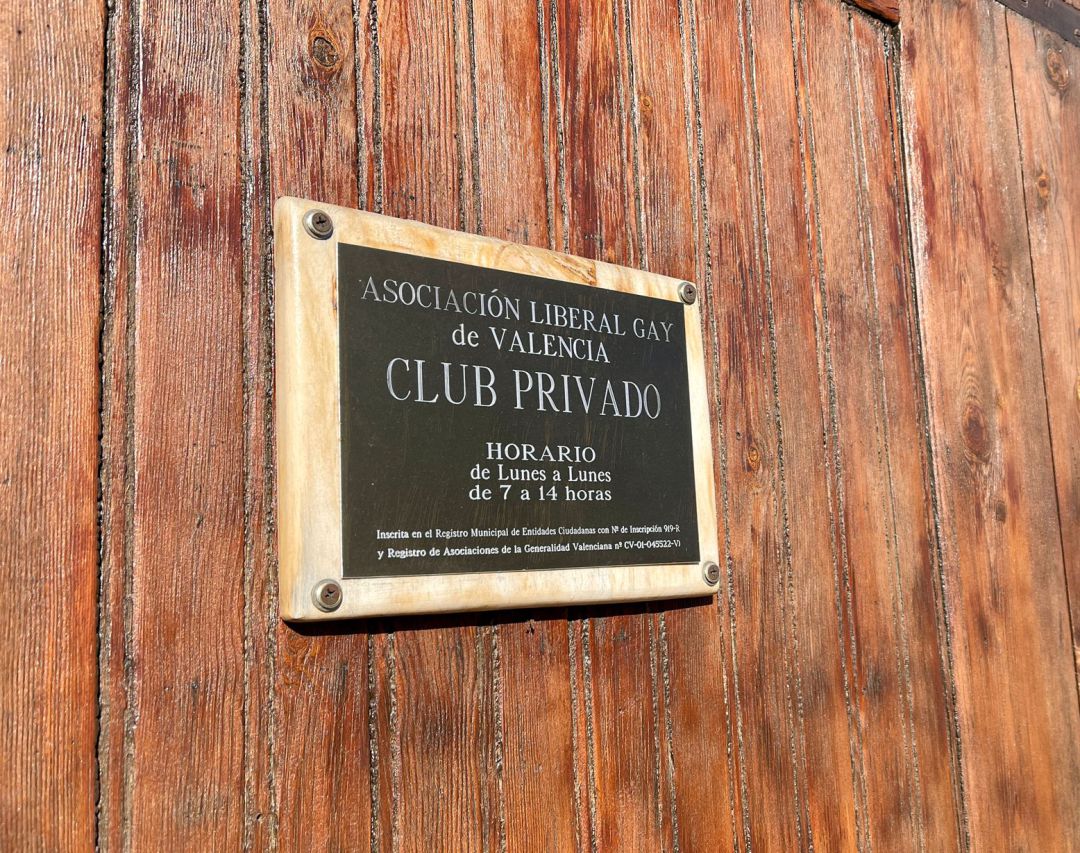 ASOCIACIÓN LIBERAL GAY
de VALENCIA
CLUB PRIVADO
HORARIO
de Lunes a Lunes
de 7 a 14 horas
Inscrita en el Registro Municipal de Entidades Ciudadanas con Nº de Inscripción 919-R
y Registro de Asociaciones de la Generalidad Valenciana nº CV-01-045522-V)